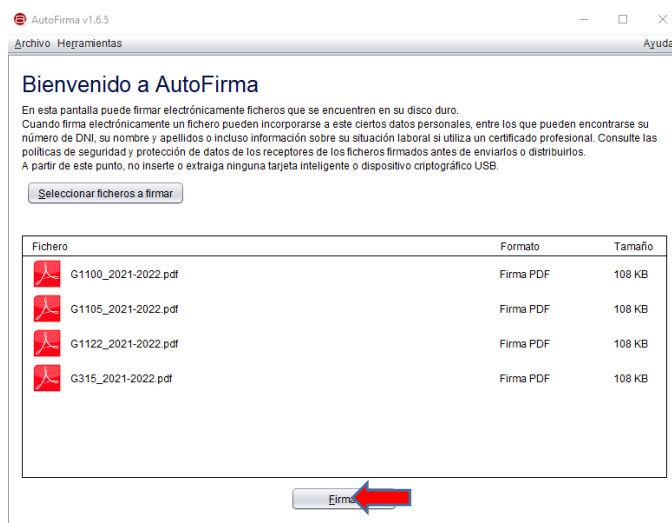 AutoFirma v1.6.5
Archivo Herramientas Ayuda
Bienvenido a AutoFirma
En esta pantalla puede firmar electrónicamente ficheros que se encuentren en su disco duro.
Cuando firma electrónicamente un fichero pueden incorporarse a este ciertos datos personales, entre los que pueden encontrarse su
número de DNI, su nombre y apellidos o incluso información sobre su situación laboral si utiliza un certificado profesional. Consulte las
políticas de seguridad y protección de datos de los receptores de los ficheros firmados antes de enviarlos o distribuirlos.
A partir de este punto, no inserte o extraiga ninguna tarjeta inteligente o dispositivo criptográfico USB.
Seleccionar ficheros a firmar
Fichero Formato Tamaño
G1100_2021-2022.pdf Firma PDF 108 KB
G1105_2021-2022.pdf Firma PDF 108 KB
G1122_2021-2022.pdf Firma PDF 108 KB
G315_2021-2022.pdf Firma PDF 108 KB
Firma